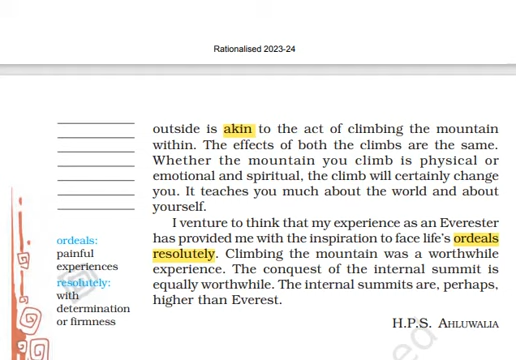 Rationalised 2023-24
outside is akin to the act of climbing the mountain
within. The effects of both the climbs are the same.
Whether the mountain you climb is physical or
emotional and spiritual, the climb will certainly change
you. It teaches you much about the world and about
yourself.
I venture to think that my experience as an Everester
has provided me with the inspiration to face life's ordeals
resolutely. Climbing the mountain was a worthwhile
experience. The conquest of the internal summit is
equally worthwhile. The internal summits are, perhaps,
higher than Everest.
H.P.S. AHLUWALIA
ordeals:
painful
experiences
resolutely:
with
determination
or firmness